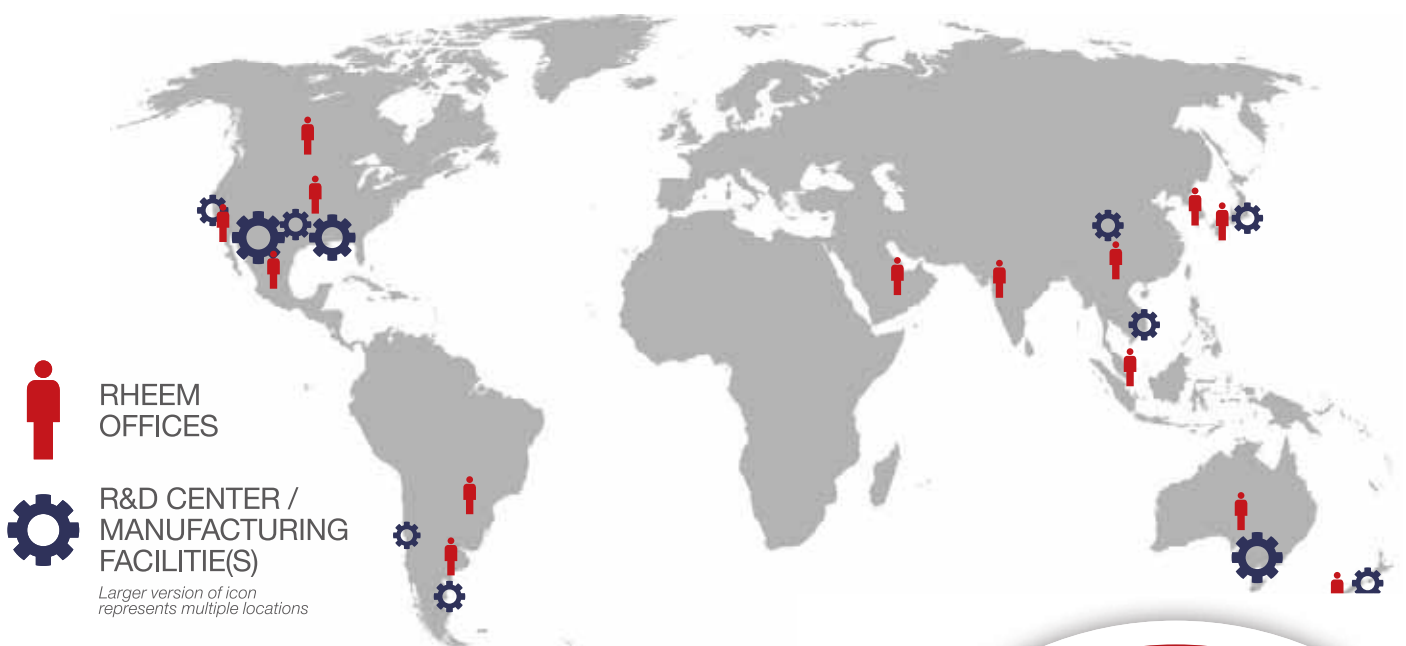 RHEEM
OFFICES
R&D CENTER /
MANUFACTURING
FACILITIE(S)
Larger version of icon
represents multiple locations